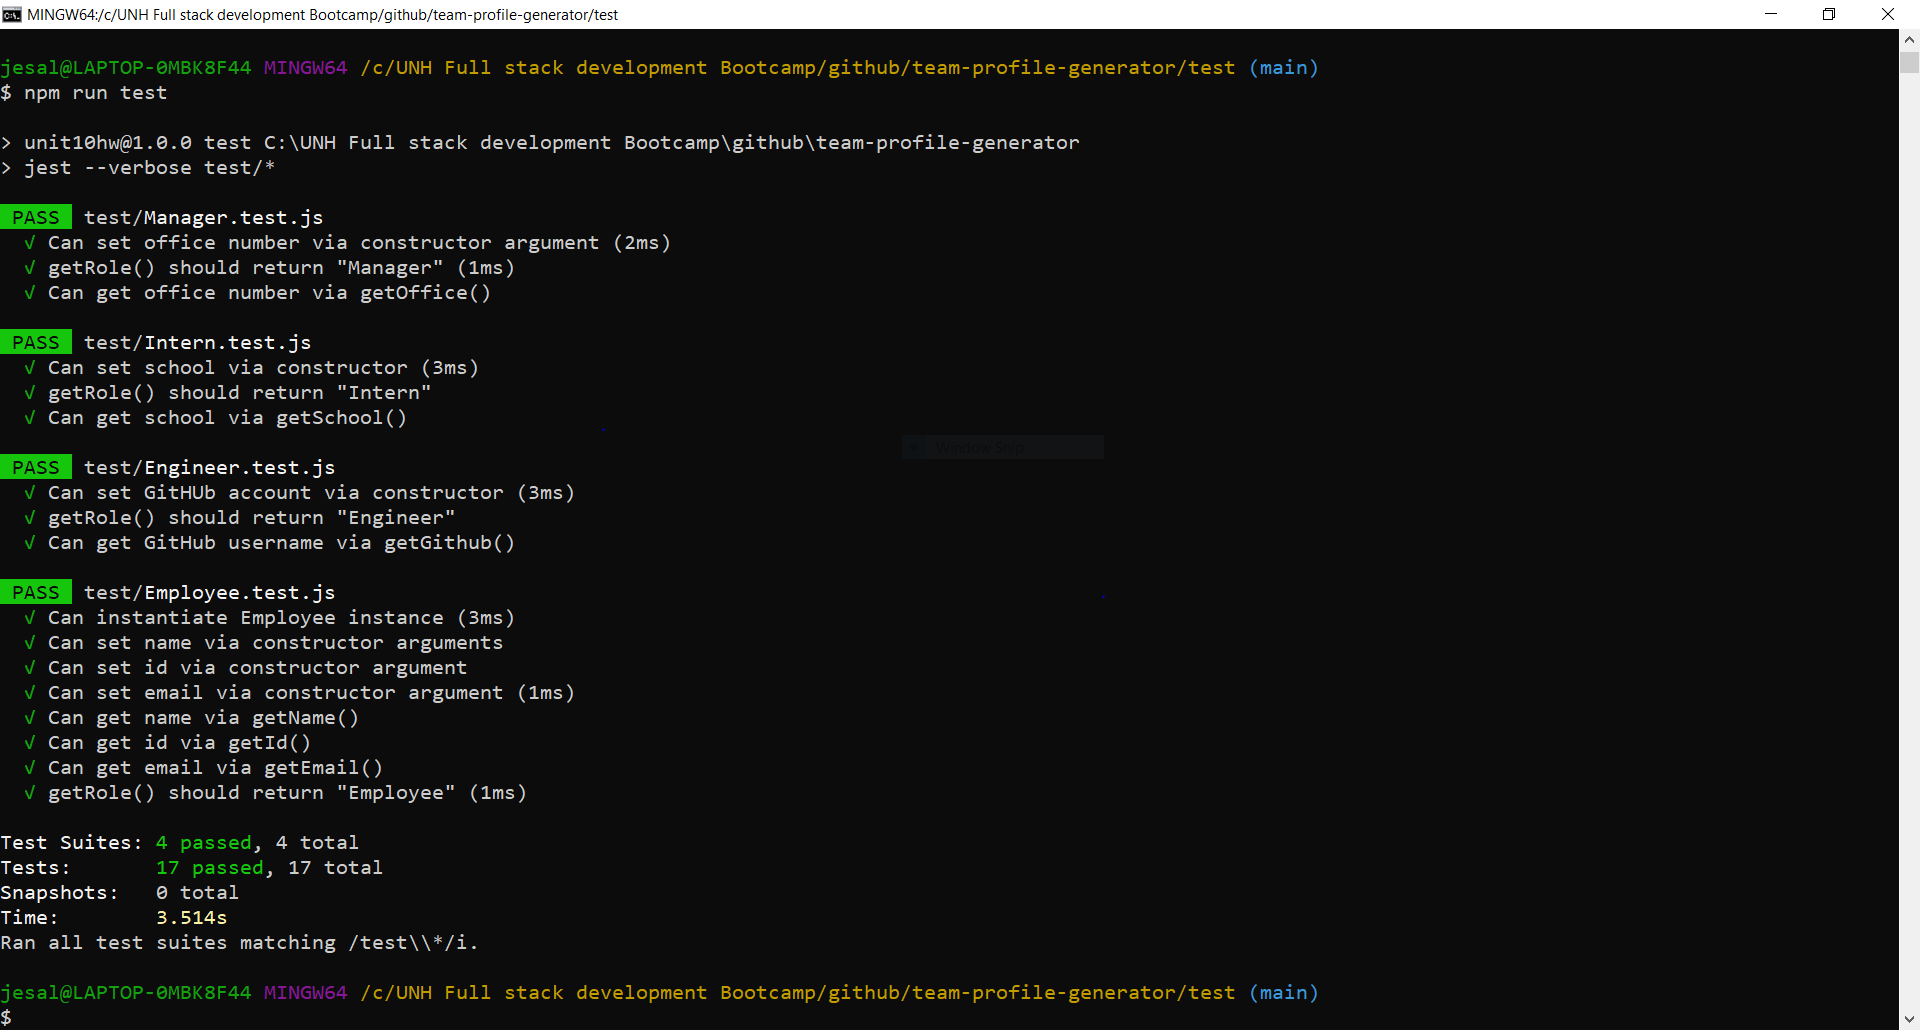 MINGW64:/c/UNH Full stack development Bootcamp/github/team-profile-generator/test
jesal@LAPTOP-0MBK8F44 MINGW64 /c/UNH Full stack development Bootcamp/github/team-profile-generator/test (main)
$ npm run test
> unit10hw@1.0.0 test C:\UNH Full stack development Bootcamp\github\team-profile-generator
> jest --verbose test/*
PASS test/Manager.test.js
√ Can set office number via constructor argument (2ms)
√ getRole() should return "Manager" (1ms)
√ Can get office number via getOffice()
PASS test/Intern.test.js
√ Can set school via constructor (3ms)
√ getRole() should return "Intern"
√ Can get school via getSchool()
Window Snip
PASS test/Engineer.test.js
√ Can set GitHUb account via constructor (3ms)
√ getRole() should return "Engineer"
√ Can get GitHub username via getGithub()
PASS test/Employee.test.js
√ Can instantiate Employee instance (3ms)
√ Can set name via constructor arguments
√ Can set id via constructor argument
√ Can set email via constructor argument (1ms)
√ Can get name via getName()
√ Can get id via getId()
√ Can get email via getEmail()
√ getRole() should return "Employee" (1ms)
Test Suites: 4 passed, 4 total
Tests: 17 passed, 17 total
Snapshots: 0 total
Time: 3.514s
Ran all test suites matching /test\\*/i.
jesal@LAPTOP-0MBK8F44 MINGW64 /c/UNH Full stack development Bootcamp/github/team-profile-generator/test (main)
$